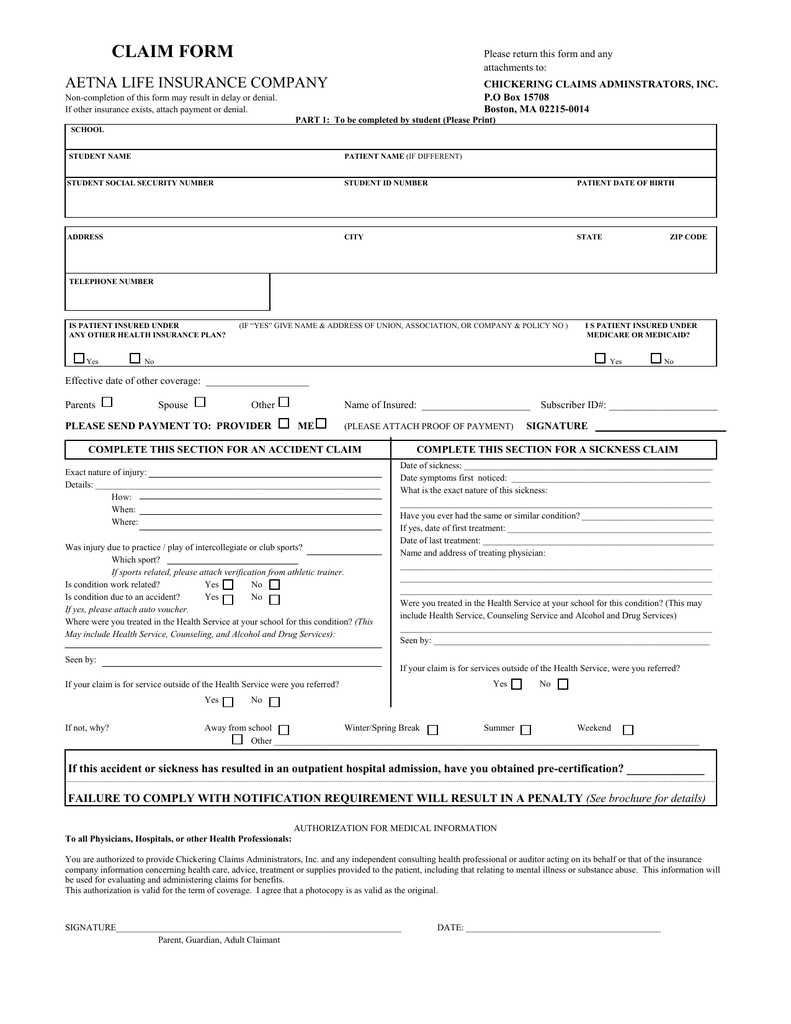 CLAIM FORM
Please return this form and any
attachments to:
AETNA LIFE INSURANCE COMPANY
CHICKERING CLAIMS ADMINSTRATORS, INC.
Non-completion of this form may result in delay or denial.
P.O Box 15708
If other insurance exists, attach payment or denial.
Boston, MA 02215-0014
PART 1: To be completed by student (Please Print)
SCHOOL
STUDENT NAME PATIENT NAME (IF DIFFERENT)
STUDENT SOCIAL SECURITY NUMBER STUDENT ID NUMBER PATIENT DATE OF BIRTH
ADDRESS CITY STATE ZIP CODE
TELEPHONE NUMBER
IS PATIENT INSURED UNDER (IF “YES” GIVE NAME & ADDRESS OF UNION, ASSOCIATION, OR COMPANY & POLICY NO ) I S PATIENT INSURED UNDER
ANY OTHER HEALTH INSURANCE PLAN? MEDICARE OR MEDICAID?
Yes No Yes No
Effective date of other coverage: ____________________
Parents Spouse Other Name of Insured: ____________________ Subscriber ID#: ____________________
PLEASE SEND PAYMENT TO: PROVIDER ME (PLEASE ATTACH PROOF OF PAYMENT) SIGNATURE ____________________
COMPLETE THIS SECTION FOR AN ACCIDENT CLAIM
Exact nature of injury: ____________________
Details: ____________________
How: ____________________
When: ____________________
Where: ____________________
Was injury due to practice / play of intercollegiate or club sports? ____________________
Which sport? ____________________
If sports related, please attach verification from athletic trainer.
Is condition work related? Yes No
Is condition due to an accident? Yes No
If yes, please attach auto voucher.
Where were you treated in the Health Service at your school for this condition? (This
May include Health Service, Counseling, and Alcohol and Drug Services):
Seen by: ____________________
If your claim is for service outside of the Health Service were you referred?
Yes No
COMPLETE THIS SECTION FOR A SICKNESS CLAIM
Date of sickness: ____________________
Date symptoms first noticed: ____________________
What is the exact nature of this sickness:
Have you ever had the same or similar condition? ____________________
If yes, date of first treatment: ____________________
Date of last treatment: ____________________
Name and address of treating physician:
Were you treated in the Health Service at your school for this condition? (This may
include Health Service, Counseling Service and Alcohol and Drug Services)
Seen by: ____________________
If your claim is for services outside of the Health Service, were you referred?
Yes No
If not, why? Away from school Winter/Spring Break Summer Weekend
Other ____________________
If this accident or sickness has resulted in an outpatient hospital admission, have you obtained pre-certification? ____________
FAILURE TO COMPLY WITH NOTIFICATION REQUIREMENT WILL RESULT IN A PENALTY (See brochure for details)
AUTHORIZATION FOR MEDICAL INFORMATION
To all Physicians, Hospitals, or other Health Professionals:
You are authorized to provide Chickering Claims Administrators, Inc. and any independent consulting health professional or auditor acting on its behalf or that of the insurance
company information concerning health care, advice, treatment or supplies provided to the patient, including that relating to mental illness or substance abuse. This information will
be used for evaluating and administering claims for benefits.
This authorization is valid for the term of coverage. I agree that a photocopy is as valid as the original.
SIGNATURE____________________ DATE: ____________________
Parent, Guardian, Adult Claimant